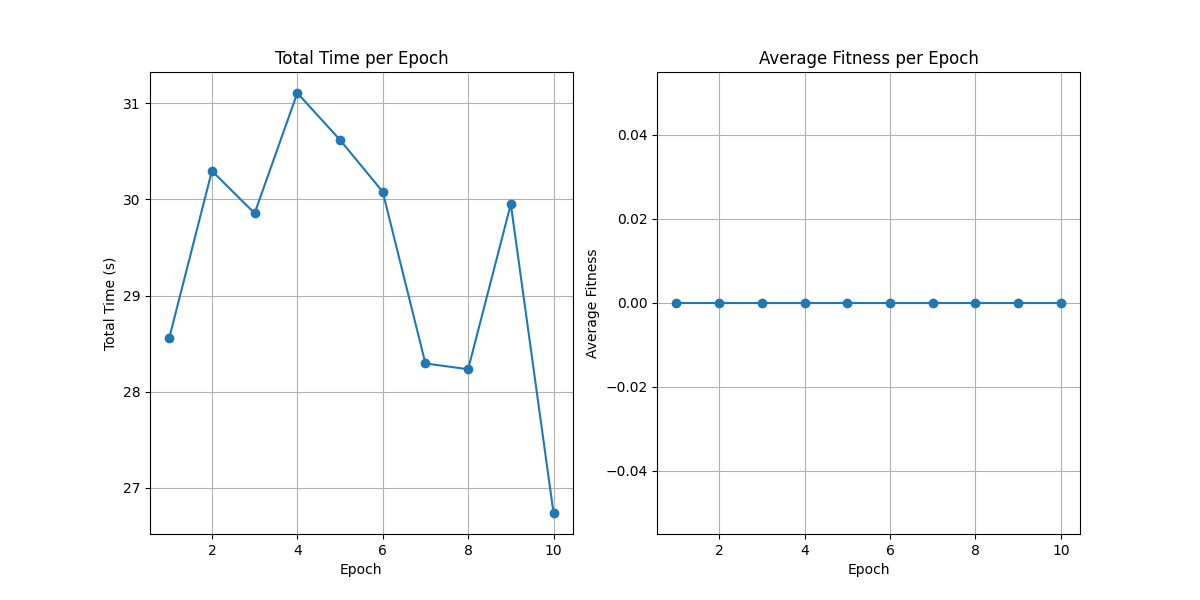 Total Time per Epoch
Total Time (s)
31
30
29
28
27
2 4 6 8 10
Epoch
Average Fitness per Epoch
Average Fitness
0.04
0.02
0.00
−0.02
−0.04
2 4 6 8 10
Epoch